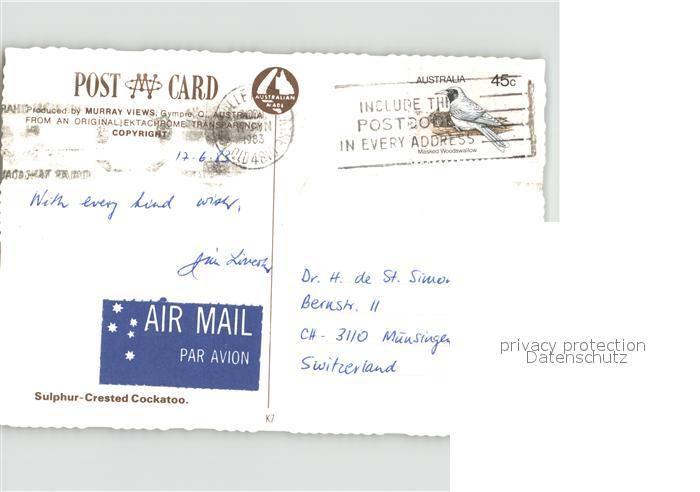 POST CARD
AUSTRALIAN MADE
Produced by MURRAY VIEWS, Gympie, Q., AUSTRALIA
FROM AN ORIGINAL EKTACHROME TRANSPARENCY
COPYRIGHT
AUSTRALIA 45c
INCLUDE THE
POSTCODE
IN EVERY ADDRESS
Masked Woodswallow
1983
17.6.83
With every kind wish,
Jim
Dr. H. de St. Simon
Bernstr. 11
CH - 3110 Münsingen
Switzerland
AIR MAIL
PAR AVION
Sulphur-Crested Cockatoo.
K7
privacy protection
Datenschutz